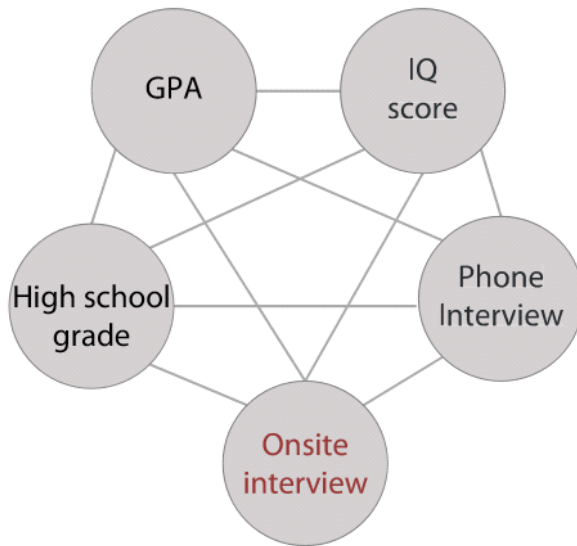 GPA
IQ
score
High school
grade
Phone
Interview
Onsite
interview